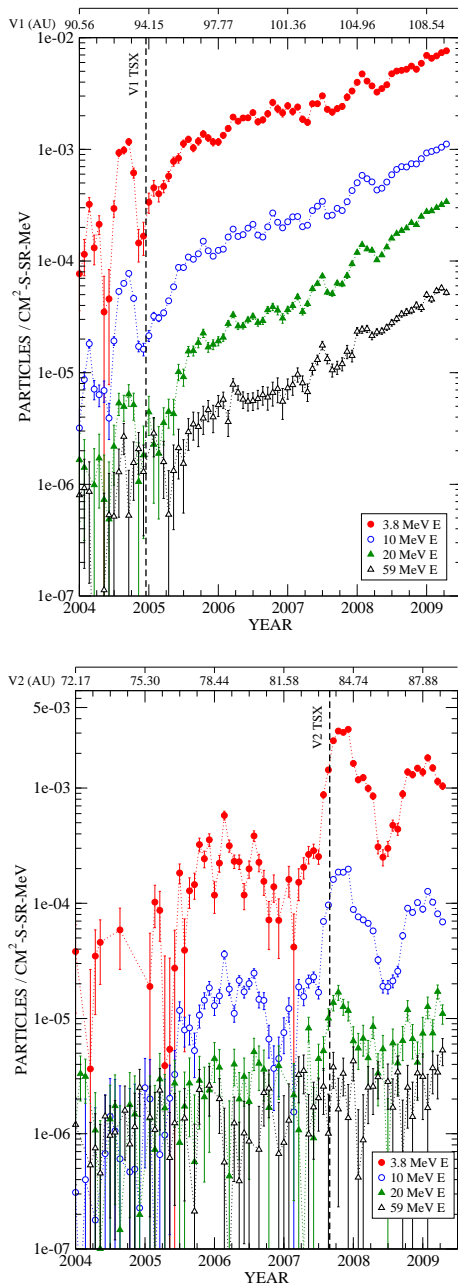 V1 (AU)
90.56 94.15 97.77 101.36 104.96 108.54
1e-02
V1 TSX
1e-03
1e-04
1e-05
1e-06
1e-07
PARTICLES / CM²-S-SR-MeV
3.8 MeV E
10 MeV E
20 MeV E
59 MeV E
2004 2005 2006 2007 2008 2009
YEAR
V2 (AU)
72.17 75.30 78.44 81.58 84.74 87.88
5e-03
V2 TSX
1e-03
1e-04
1e-05
1e-06
1e-07
PARTICLES / CM²-S-SR-MeV
3.8 MeV E
10 MeV E
20 MeV E
59 MeV E
2004 2005 2006 2007 2008 2009
YEAR